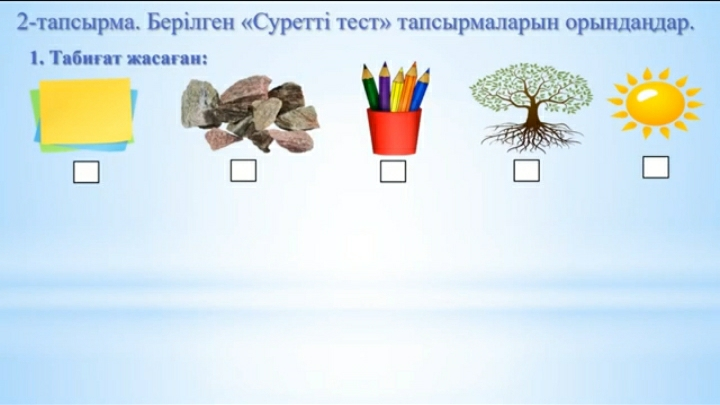 2-тапсырма. Берілген «Суретті тест» тапсырмаларын орындаңдар.
1. Табиғат жасаған: